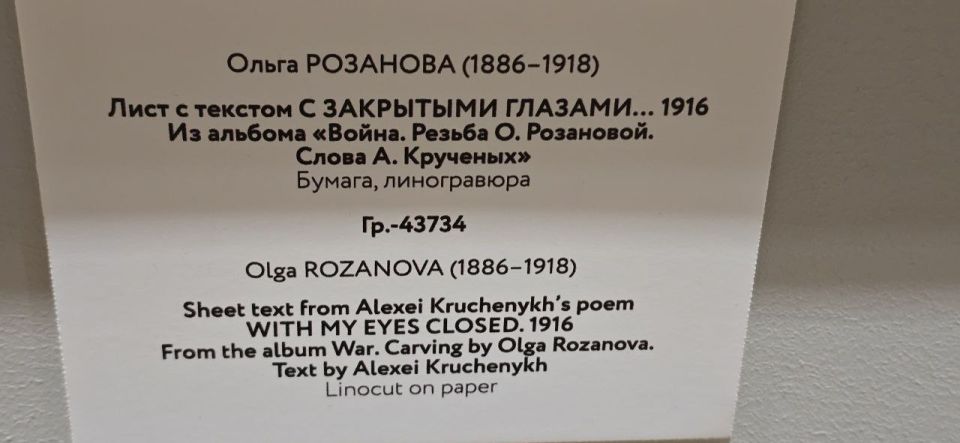 Ольга РОЗАНОВА (1886–1918)
Лист с текстом С ЗАКРЫТЫМИ ГЛАЗАМИ... 1916
Из альбома «Война. Резьба О. Розановой.
Слова А. Крученых»
Бумага, линогравюра
Гр.-43734
Olga ROZANOVA (1886–1918)
Sheet text from Alexei Kruchenykh's poem
WITH MY EYES CLOSED. 1916
From the album War. Carving by Olga Rozanova.
Text by Alexei Kruchenykh
Linocut on paper